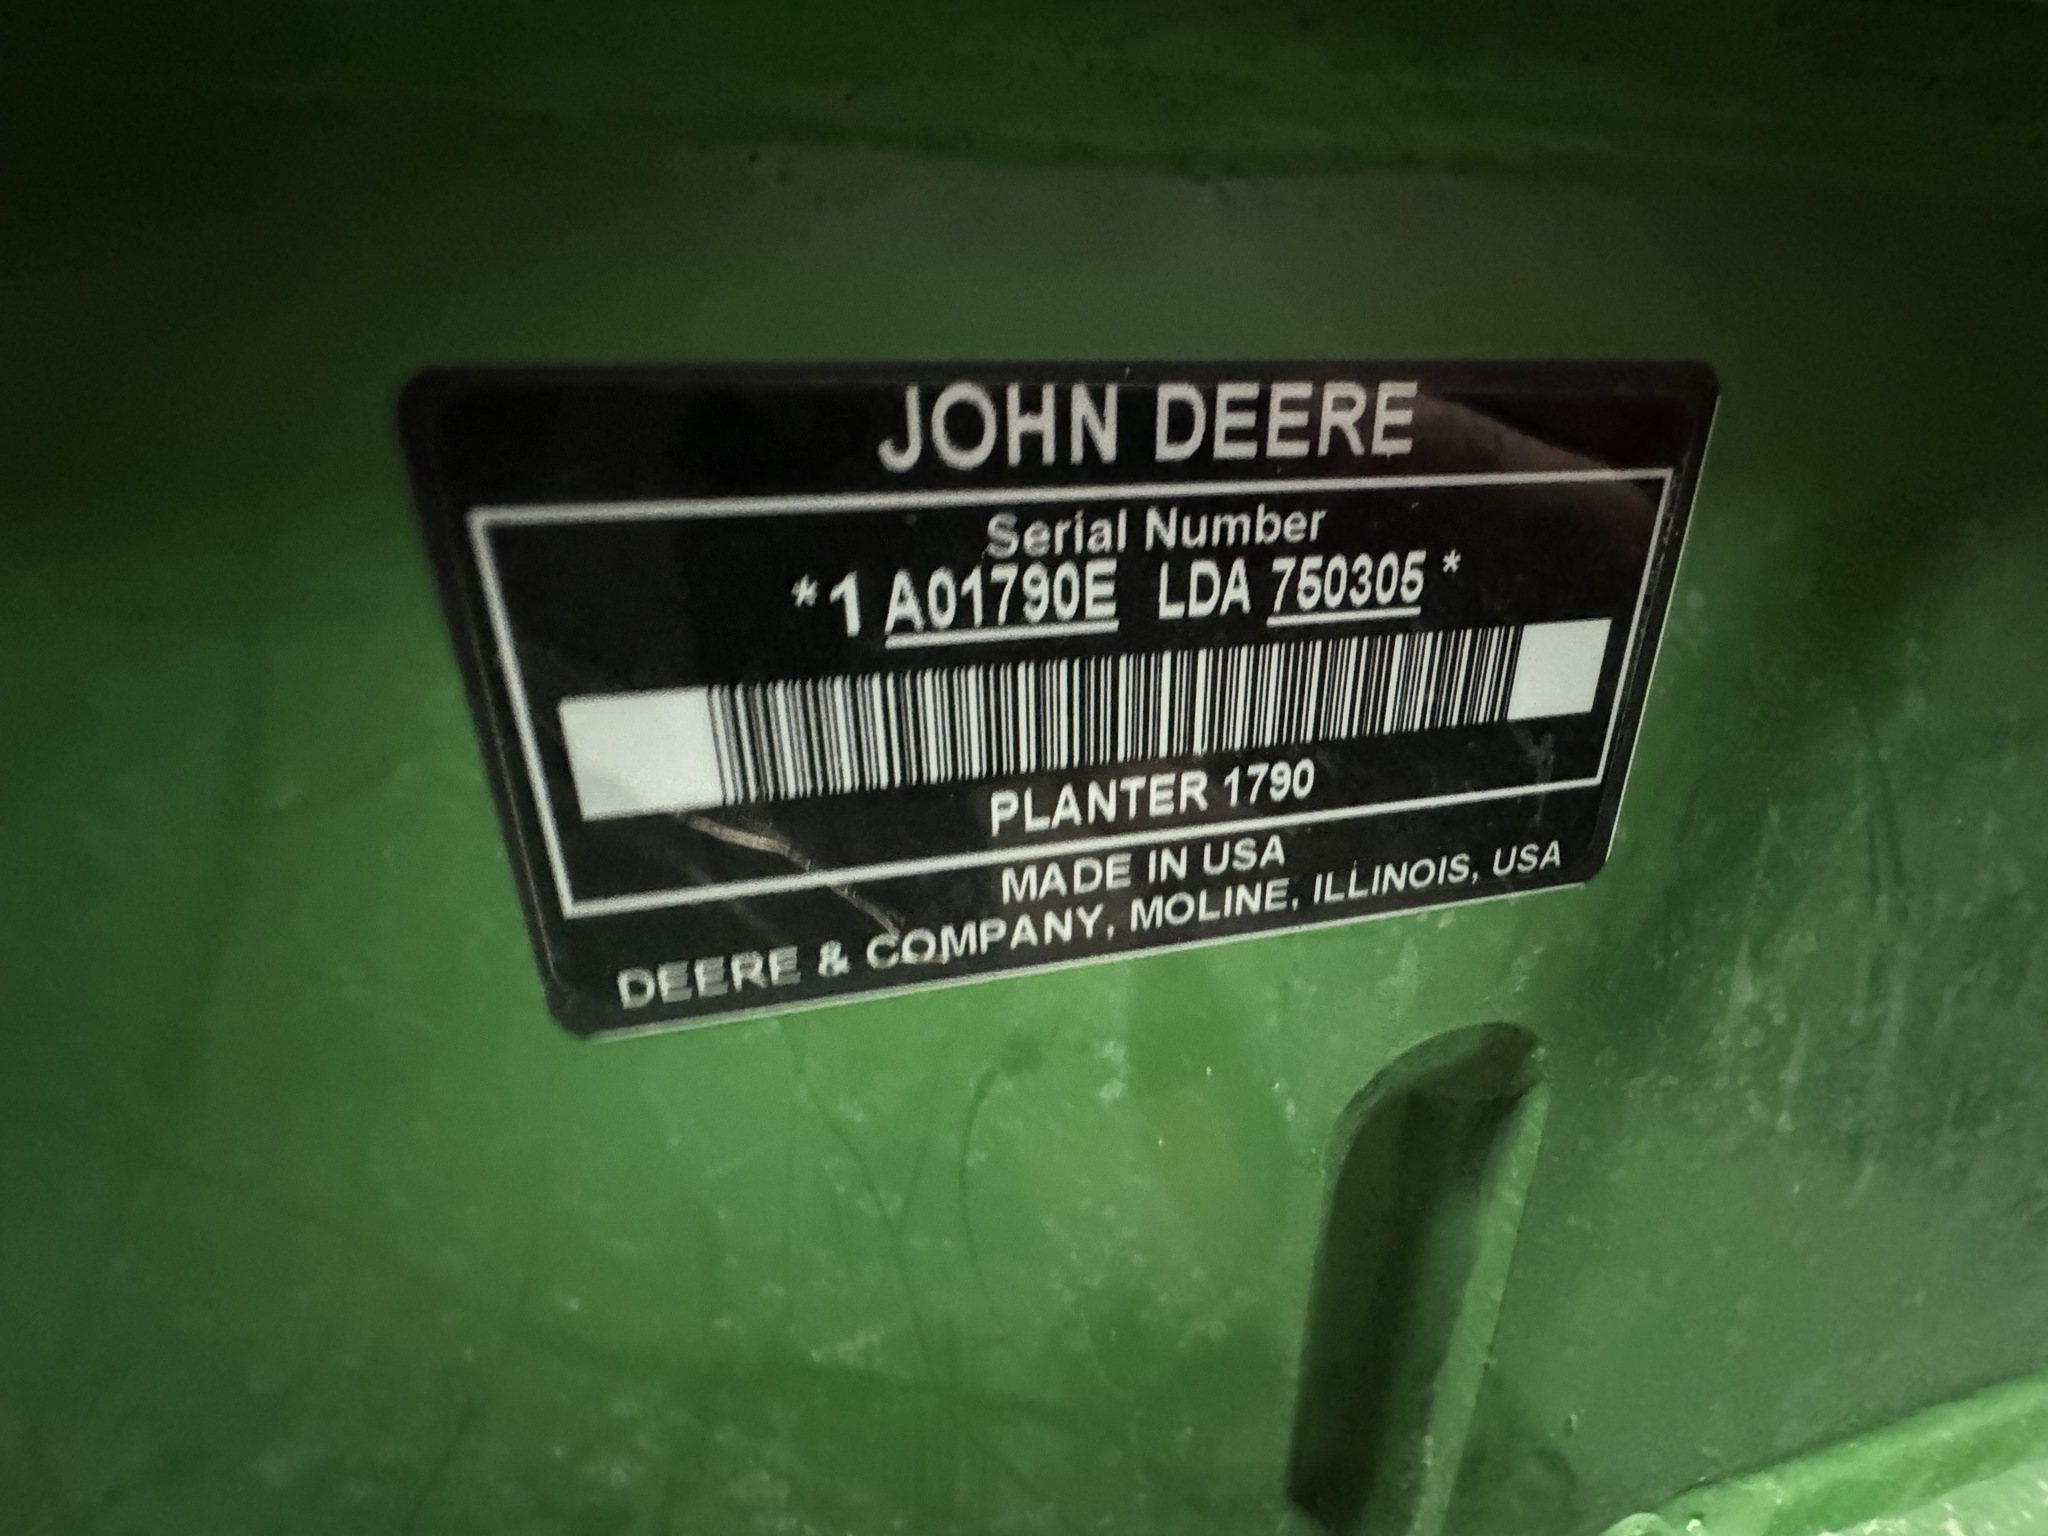 JOHN DEERE
Serial Number
*1 A01790E LDA 750305*
PLANTER 1790
MADE IN USA
DEERE & COMPANY, MOLINE, ILLINOIS, USA